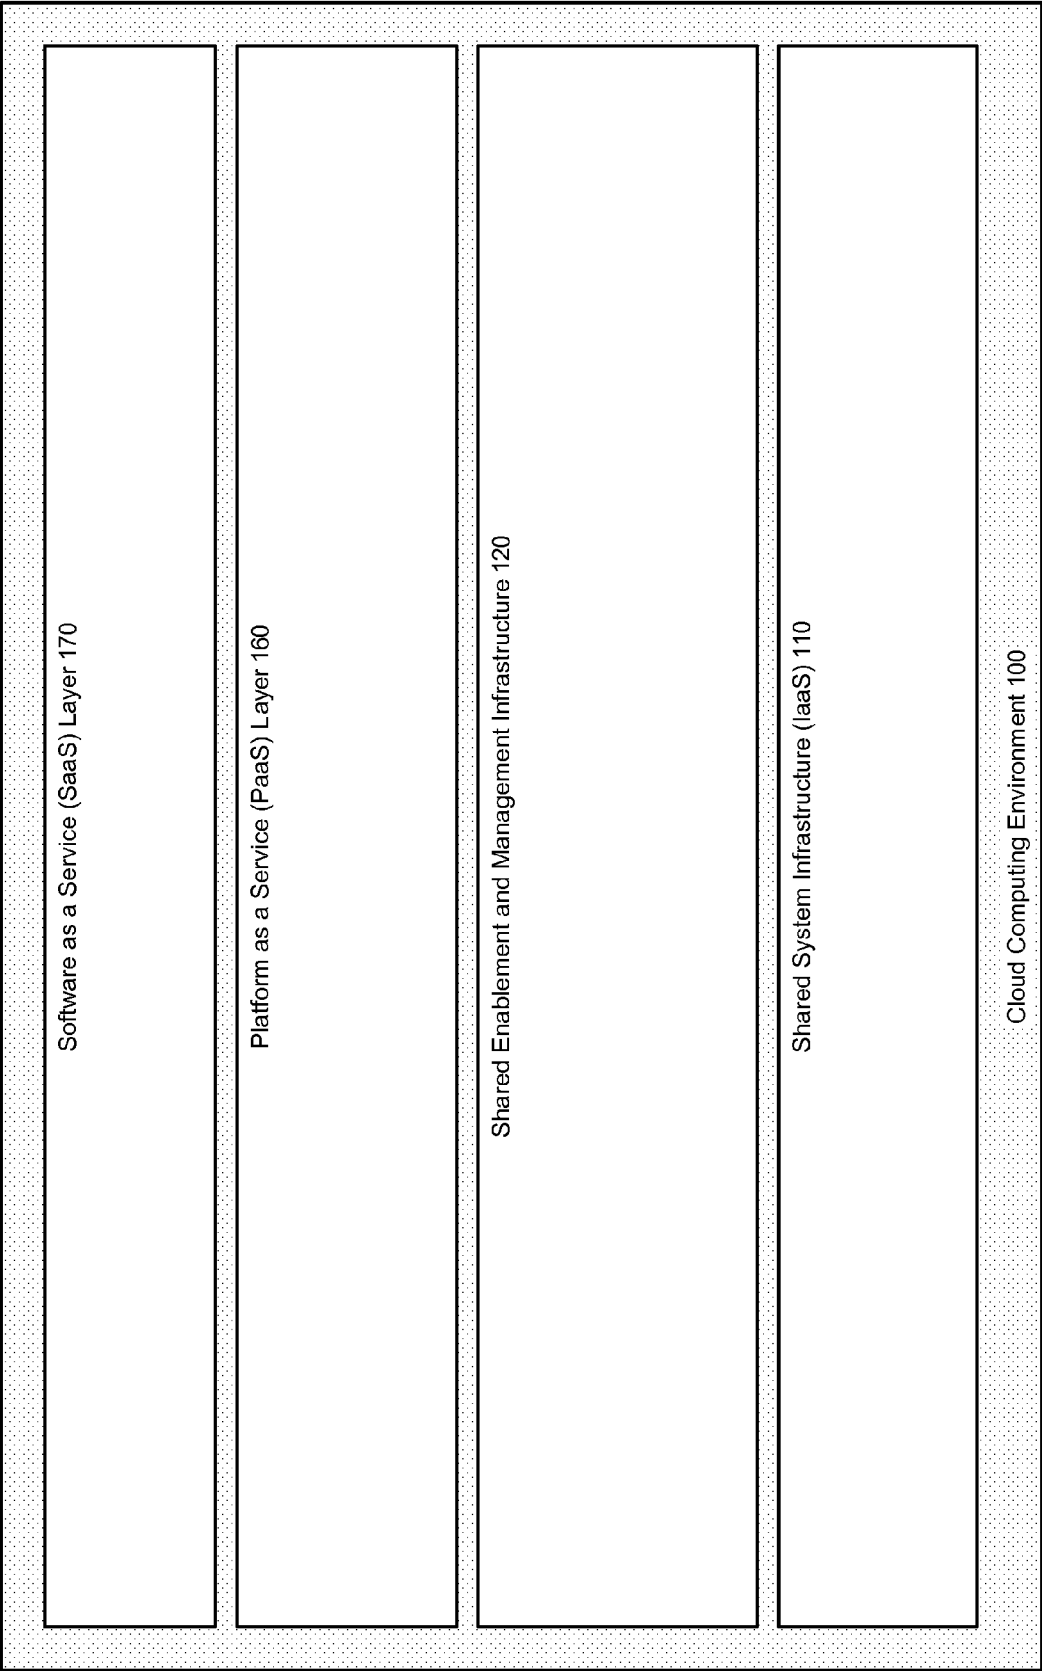 Software as a Service (SaaS) Layer 170
Platform as a Service (PaaS) Layer 160
Shared Enablement and Management Infrastructure 120
Shared System Infrastructure (IaaS) 110
Cloud Computing Environment 100